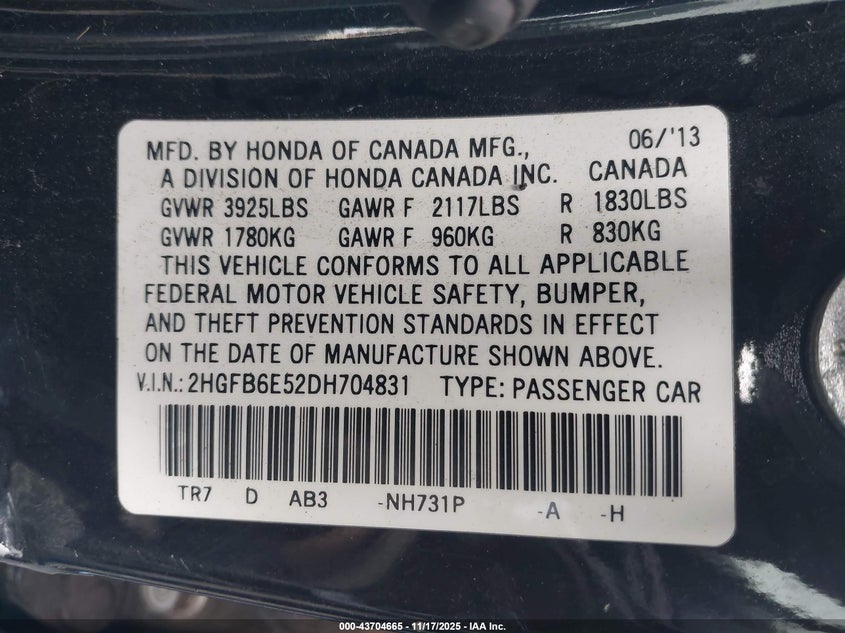 06/'13
MFD. BY HONDA OF CANADA MFG.,
A DIVISION OF HONDA CANADA INC. CANADA
GVWR 3925LBS GAWR F 2117LBS R 1830LBS
GVWR 1780KG GAWR F 960KG R 830KG
THIS VEHICLE CONFORMS TO ALL APPLICABLE
FEDERAL MOTOR VEHICLE SAFETY, BUMPER,
AND THEFT PREVENTION STANDARDS IN EFFECT
ON THE DATE OF MANUFACTURE SHOWN ABOVE.
V.I.N.: 2HGFB6E52DH704831 TYPE: PASSENGER CAR
TR7 D AB3 -NH731P -A -H
000-43704665 - 11/17/2025 - IAA Inc.